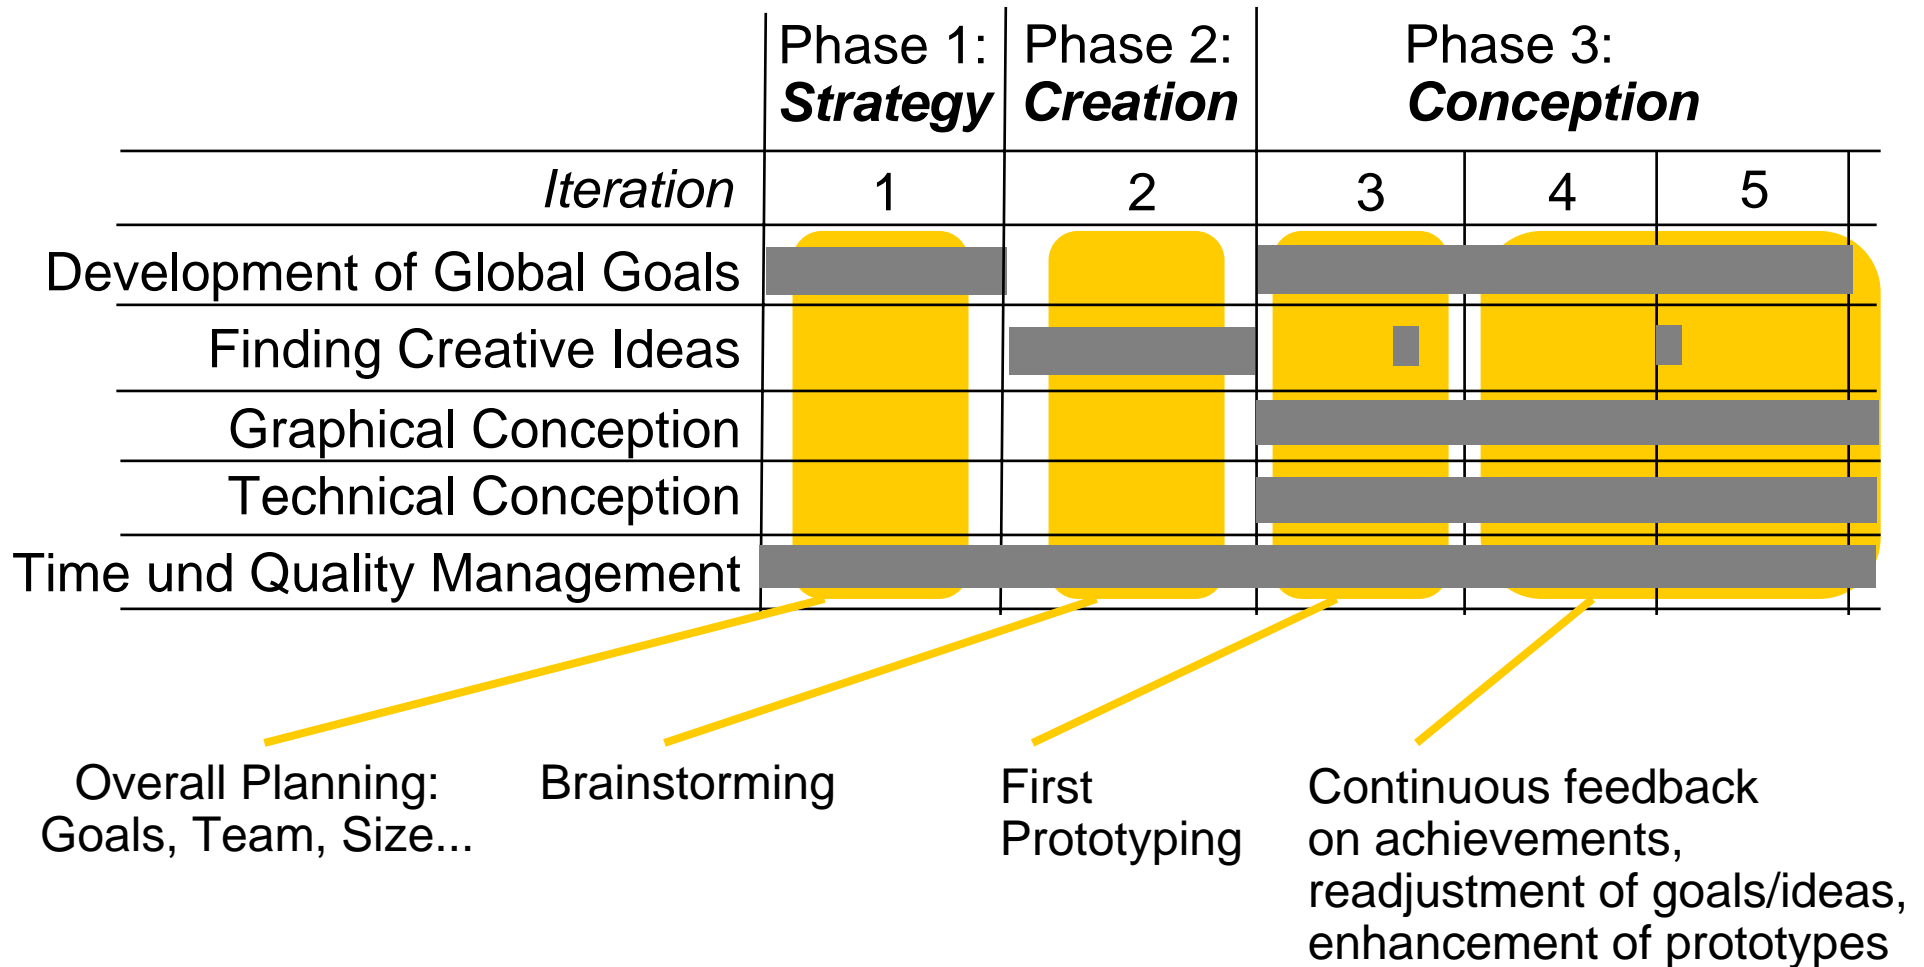 Phase 1:
Strategy
Phase 2:
Creation
Phase 3:
Conception
Iteration
1
2
3
4
5
Development of Global Goals
Finding Creative Ideas
Graphical Conception
Technical Conception
Time und Quality Management
Overall Planning:
Goals, Team, Size...
Brainstorming
First
Prototyping
Continuous feedback
on achievements,
readjustment of goals/ideas,
enhancement of prototypes